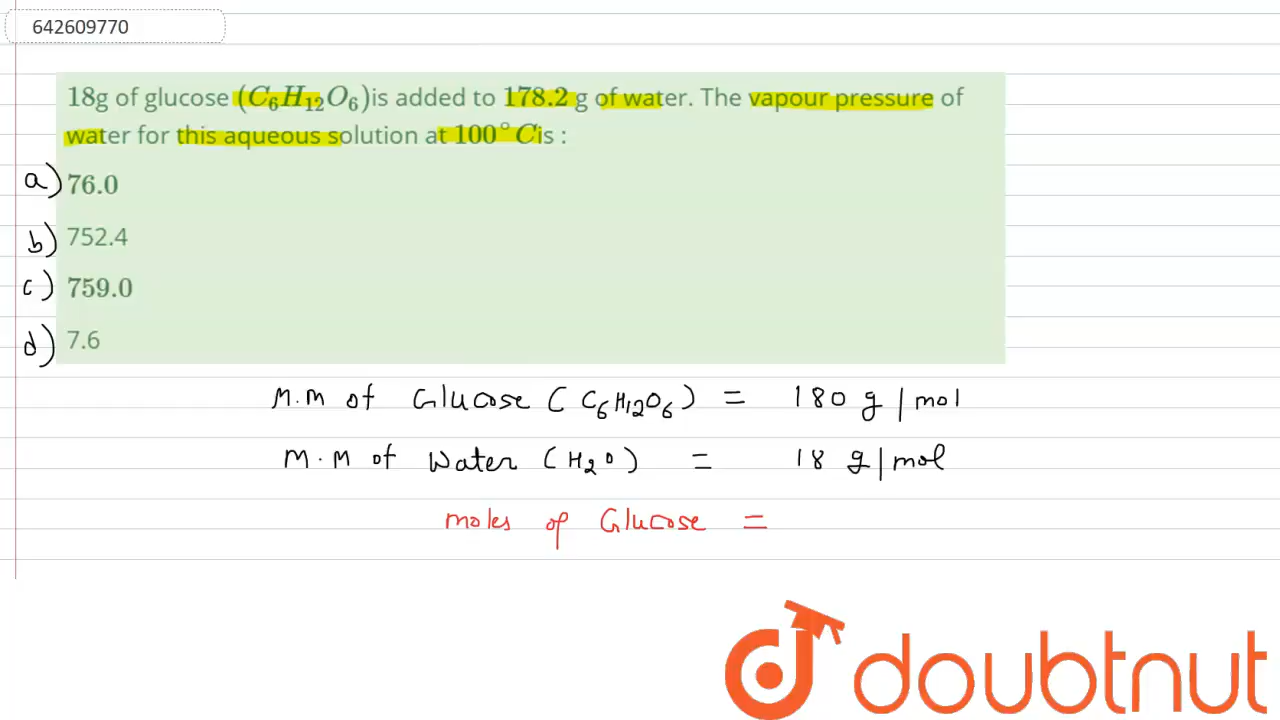 642609770
18g of glucose (C₆H₁₂O₆)is added to 178.2 g of water. The vapour pressure of
water for this aqueous solution at 100°C is :
a) 76.0
b) 752.4
c) 759.0
d) 7.6
M.M of Glucose (C₆H₁₂O₆) = 180 g/mol
M.M of Water (H₂O) = 18 g/mol
moles of Glucose =
doubtnut